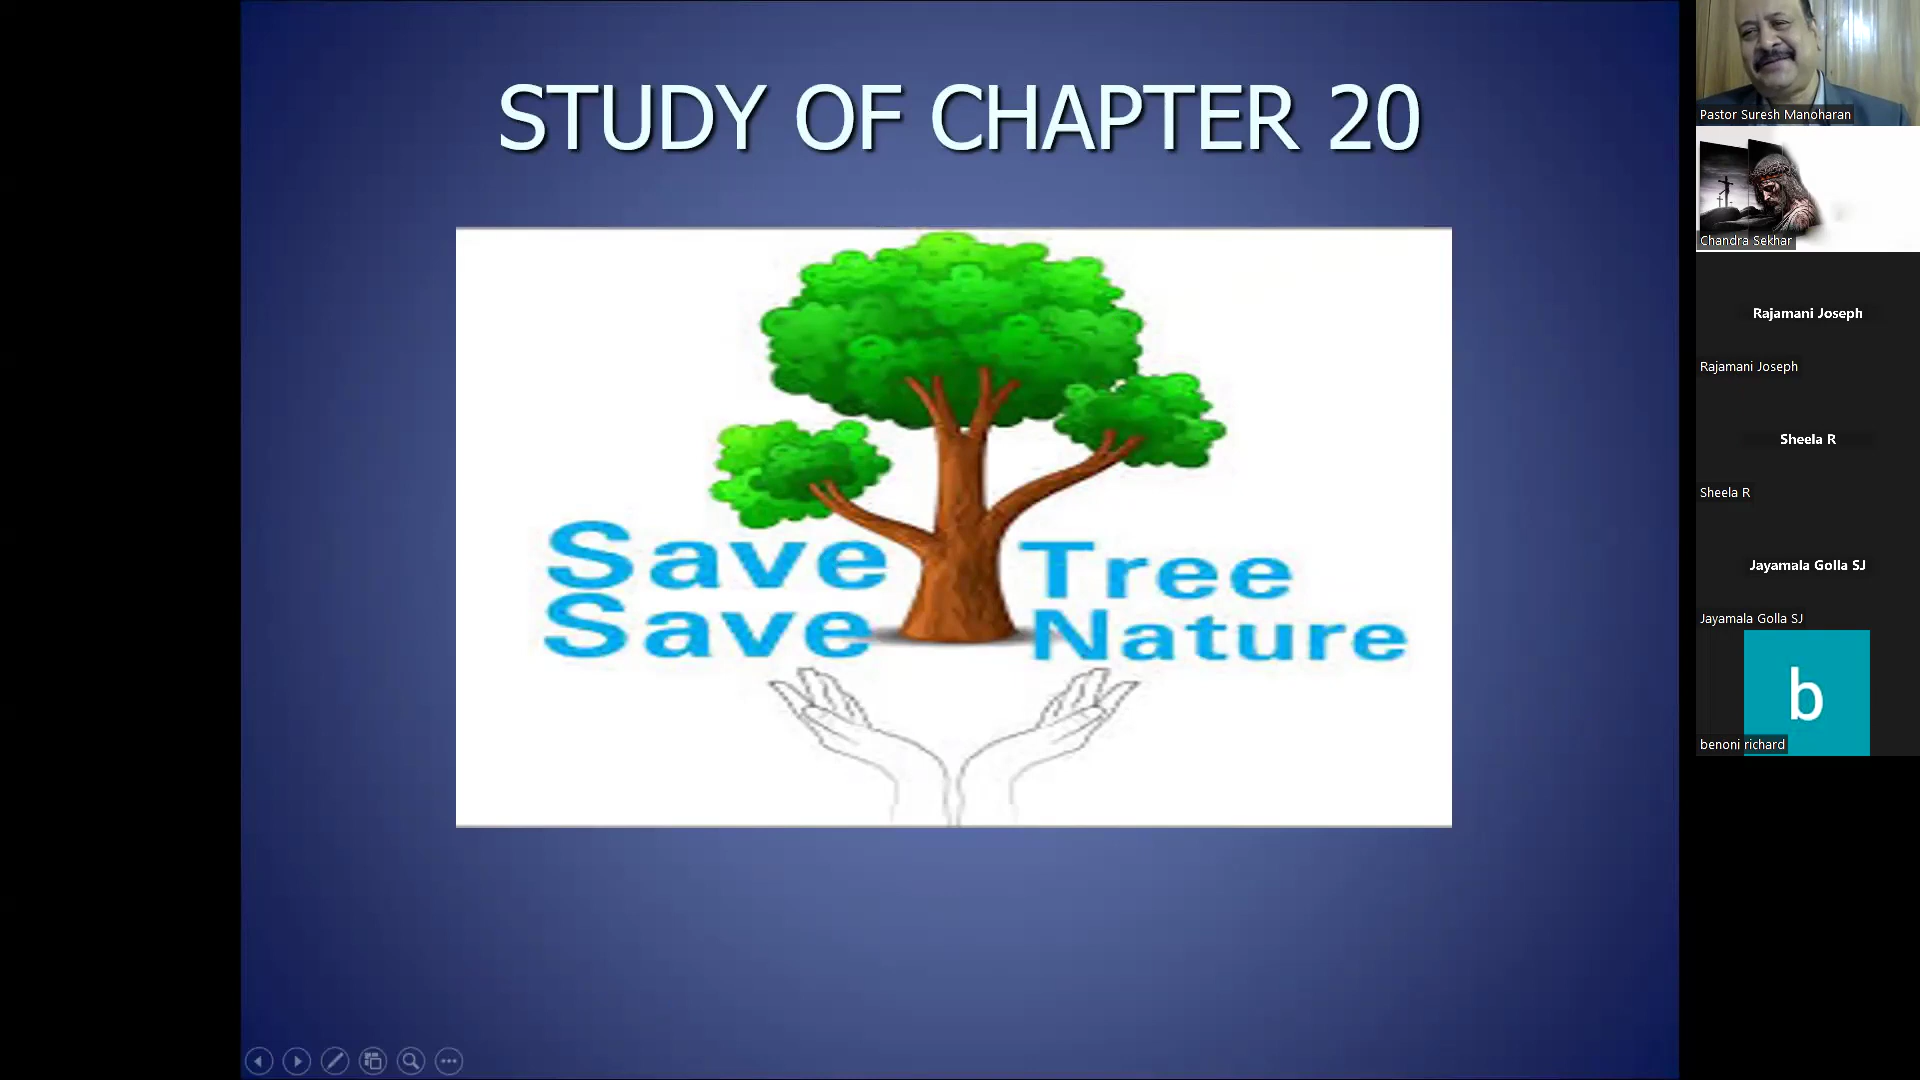 STUDY OF CHAPTER 20
Save Tree
Save Nature
Pastor Suresh Manoharan
Chandra Sekhar
Rajamani Joseph
Rajamani Joseph
Sheela R
Sheela R
Jayamala Golla SJ
Jayamala Golla SJ
b
benoni richard